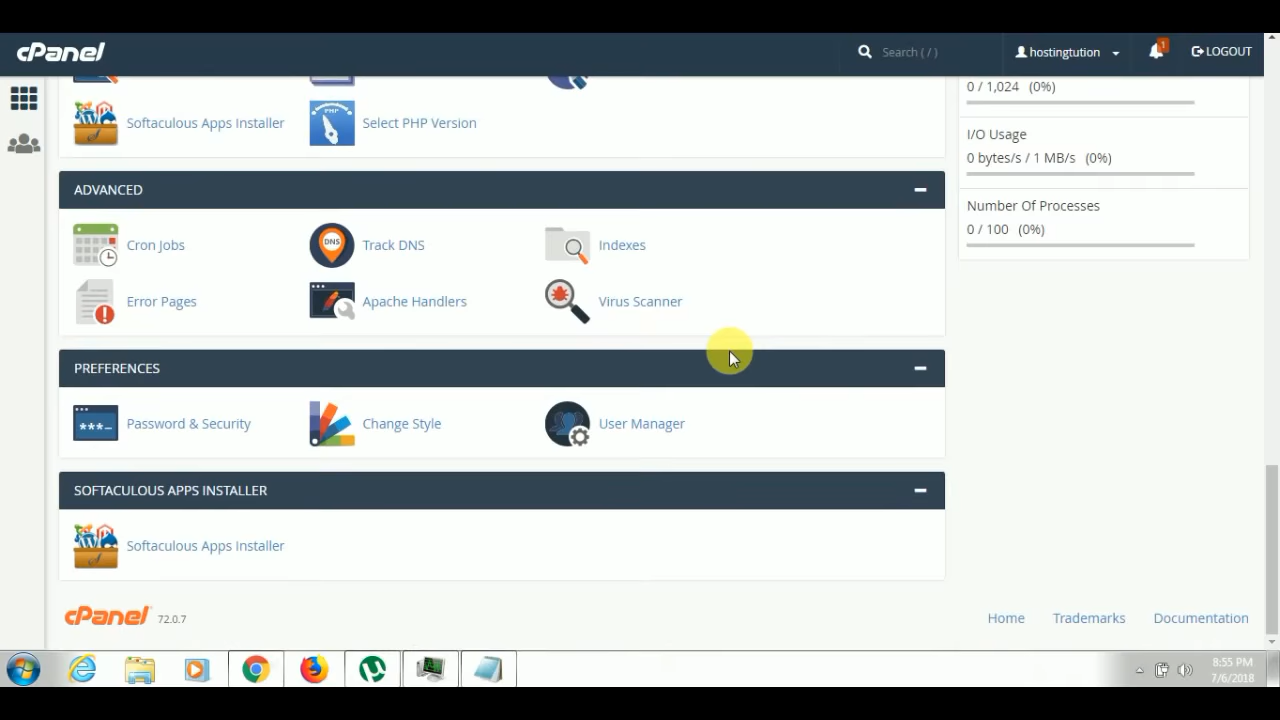 cPanel
Search ( / )
hostingtution
1
LOGOUT
0 / 1,024 (0%)
Softaculous Apps Installer
PHP
Select PHP Version
I/O Usage
0 bytes/s / 1 MB/s (0%)
ADVANCED
Number Of Processes
0 / 100 (0%)
Cron Jobs
DNS
Track DNS
Indexes
Error Pages
Apache Handlers
Virus Scanner
PREFERENCES
***_
Password & Security
Change Style
User Manager
SOFTACULOUS APPS INSTALLER
Softaculous Apps Installer
cPanel 72.0.7
Home
Trademarks
Documentation
8:55 PM
7/6/2018